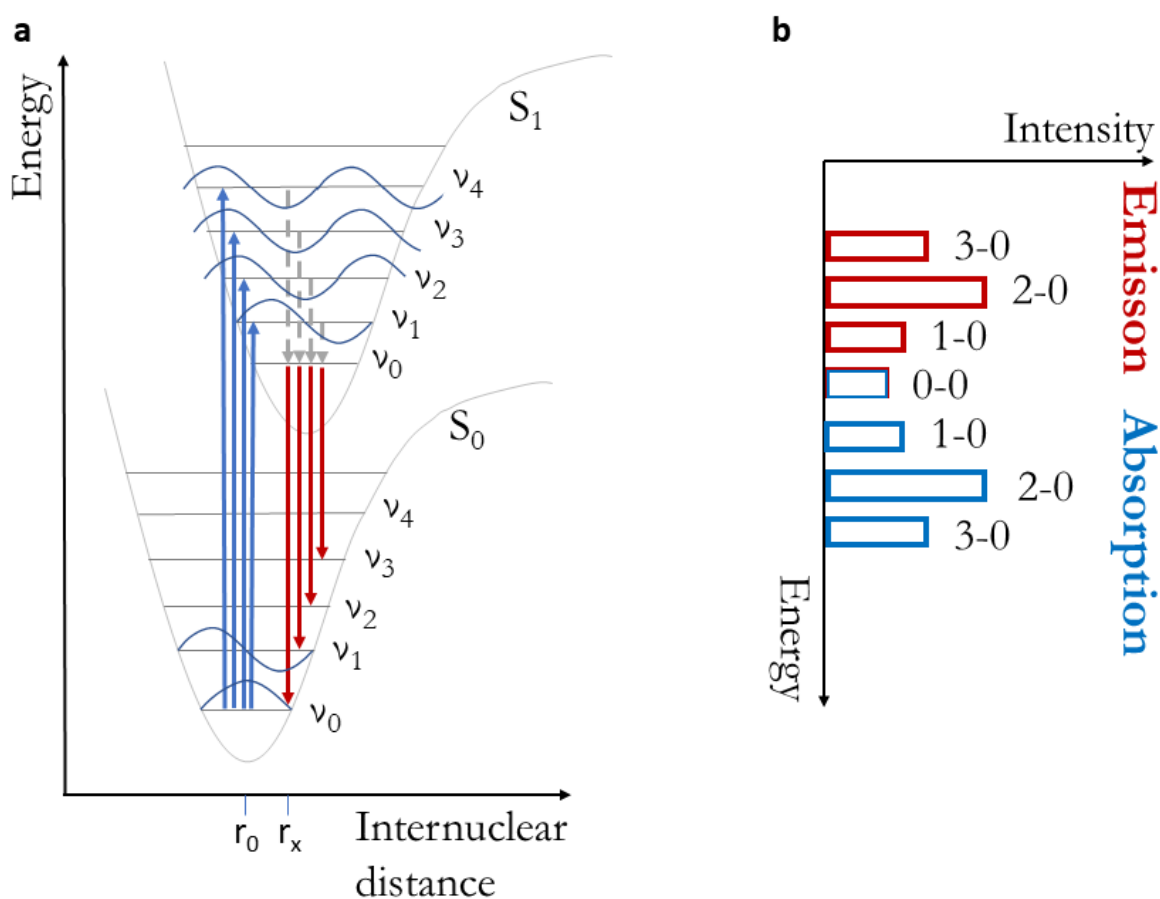 a
Energy
S1
ν4
ν3
ν2
ν1
ν0
S0
ν4
ν3
ν2
ν1
ν0
r0
rx
Internuclear
distance
b
Intensity
Emisson
Absorption
3-0
2-0
1-0
0-0
1-0
2-0
3-0
Energy